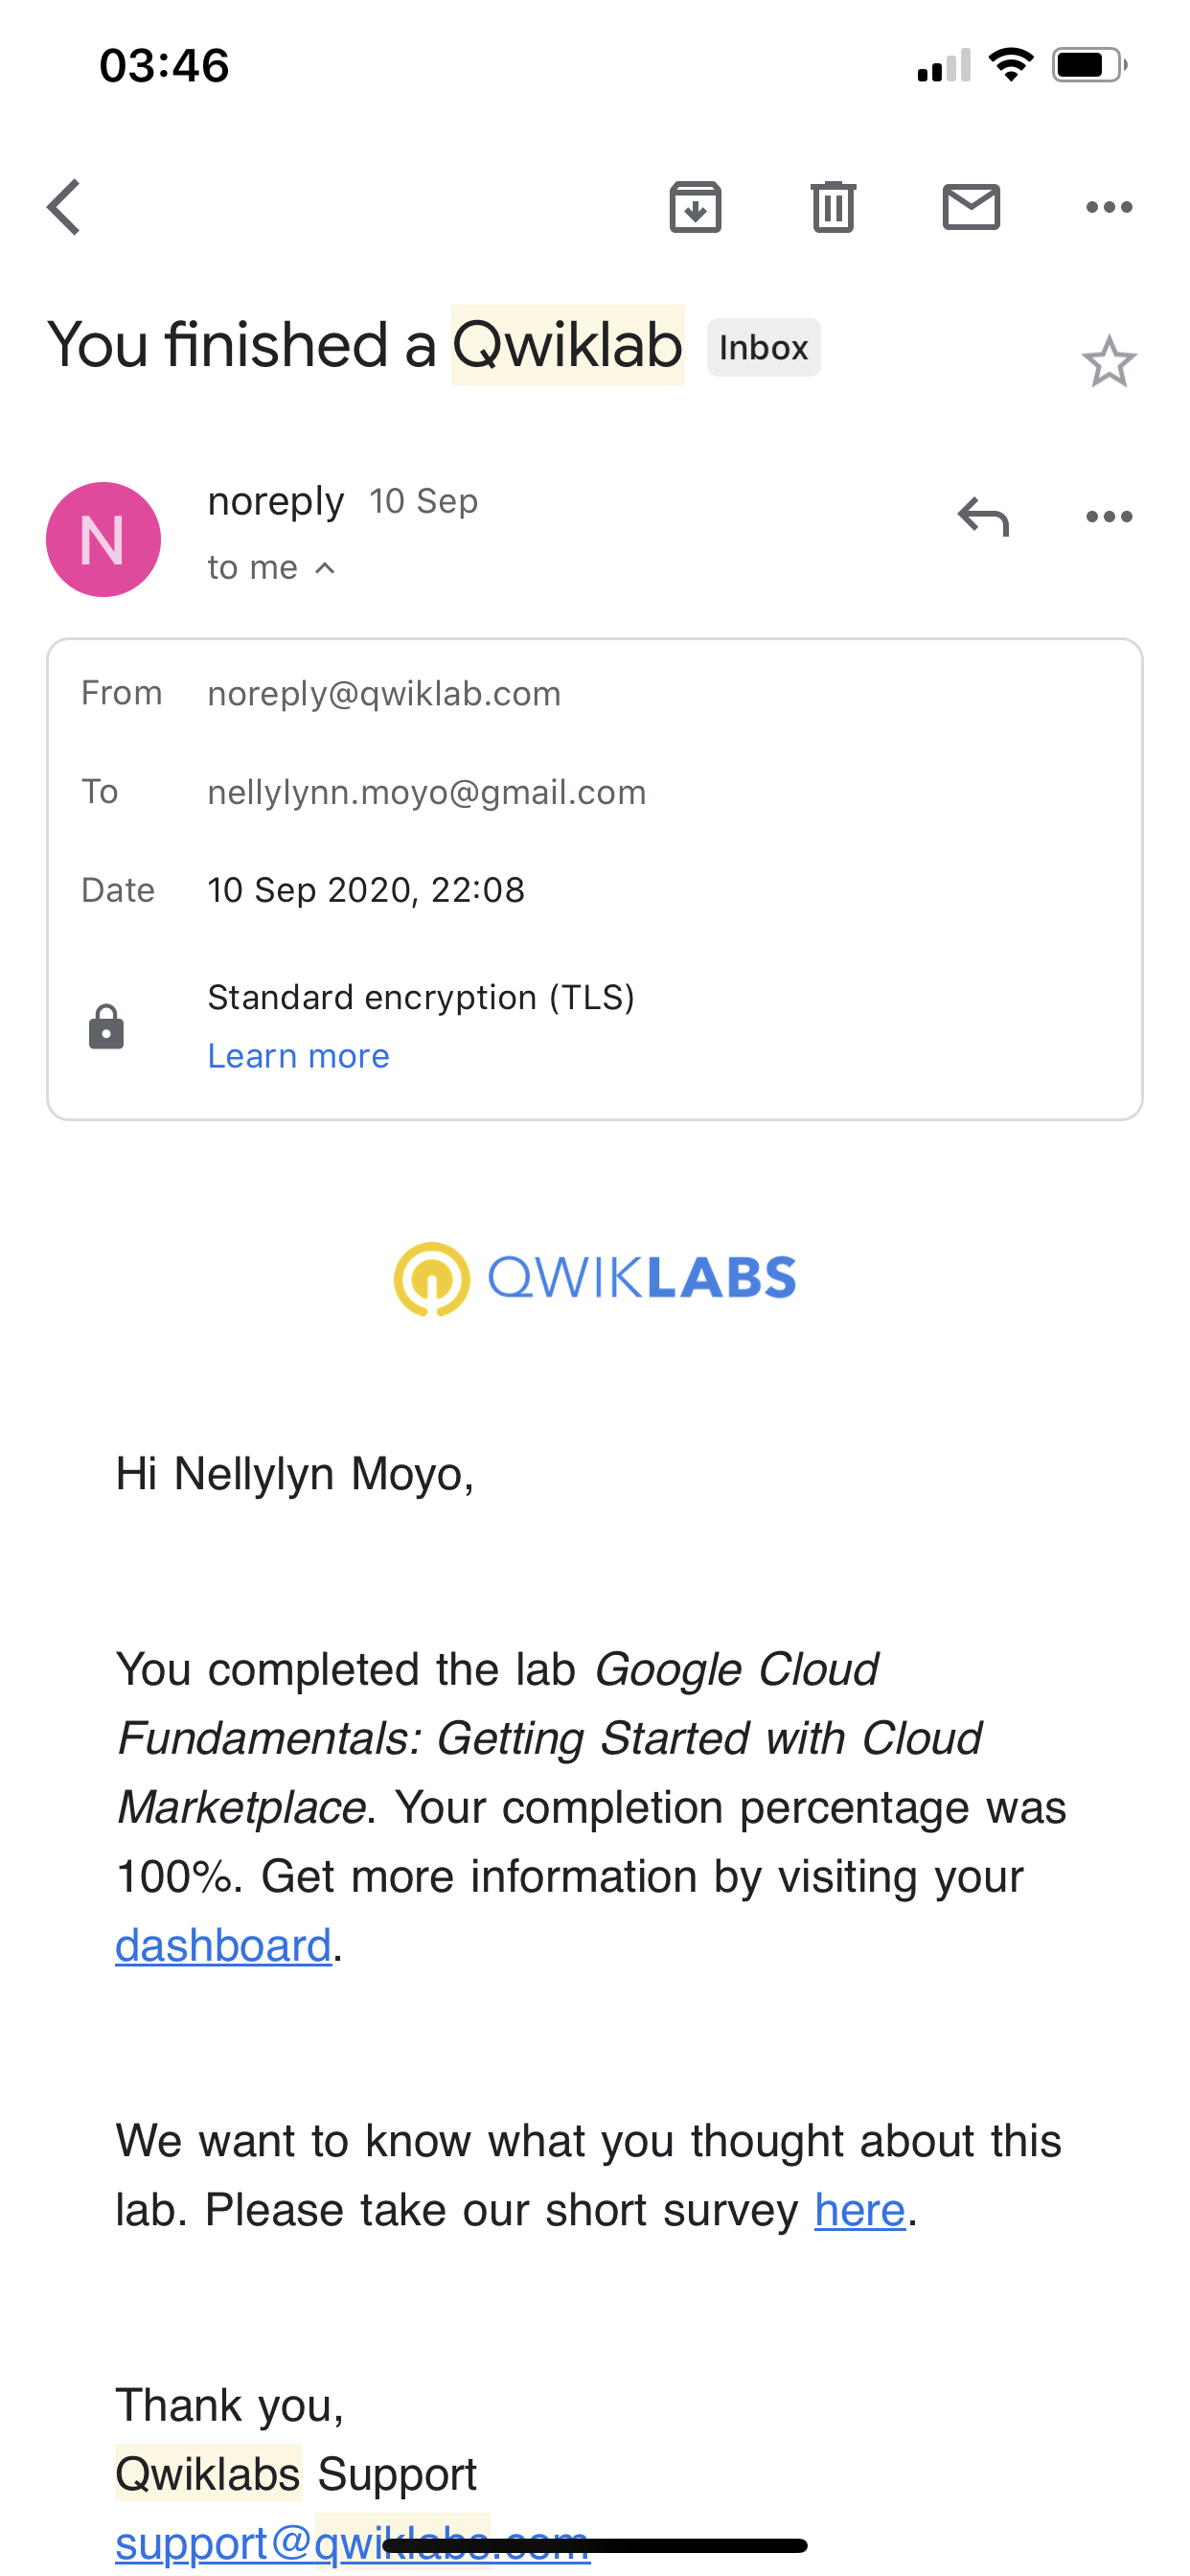 03:46
You finished a Qwiklab Inbox
noreply 10 Sep
N
to me
From noreply@qwiklab.com
To nellylynn.moyo@gmail.com
Date 10 Sep 2020, 22:08
Standard encryption (TLS)
Learn more
QWIKLABS
Hi Nellylyn Moyo,
You completed the lab Google Cloud
Fundamentals: Getting Started with Cloud
Marketplace. Your completion percentage was
100%. Get more information by visiting your
dashboard.
We want to know what you thought about this
lab. Please take our short survey here.
Thank you,
Qwiklabs Support
support@qwiklabs.com